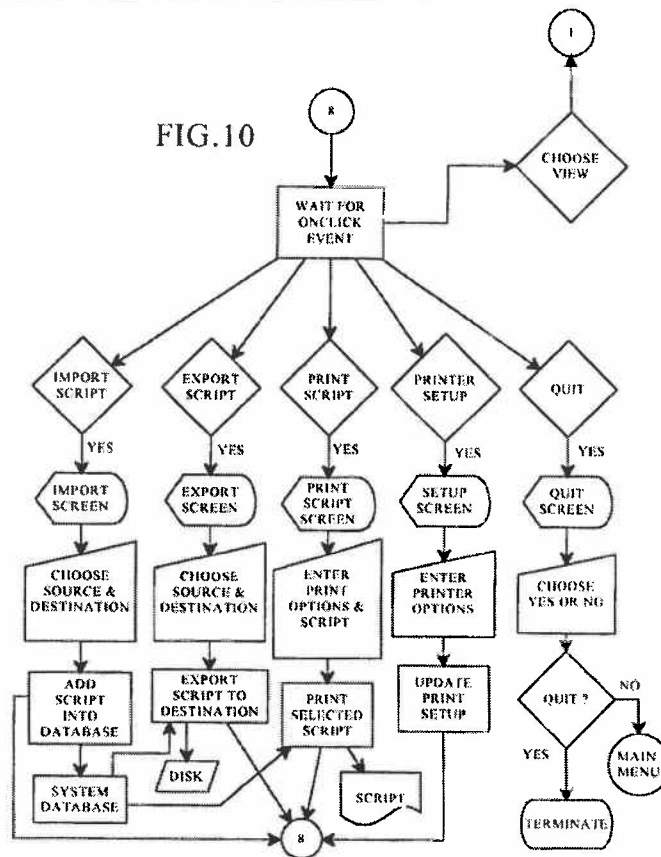 1
8
FIG.10
CHOOSE
VIEW
WAIT FOR
ONCLICK
EVENT
IMPORT
SCRIPT
EXPORT
SCRIPT
PRINT
SCRIPT
PRINTER
SETUP
QUIT
YES
YES
YES
YES
YES
IMPORT
SCREEN
EXPORT
SCREEN
PRINT
SCRIPT
SCREEN
SETUP
SCREEN
QUIT
SCREEN
CHOOSE
SOURCE &
DESTINATION
CHOOSE
SOURCE &
DESTINATION
ENTER
PRINT
OPTIONS &
SCRIPT
ENTER
PRINTER
OPTIONS
CHOOSE
YES OR NO
ADD
SCRIPT
INTO
DATABASE
EXPORT
SCRIPT TO
DESTINATION
PRINT
SELECTED
SCRIPT
UPDATE
PRINT
SETUP
QUIT ?
NO
YES
MAIN
MENU
SYSTEM
DATABASE
DISK
SCRIPT
8
TERMINATE